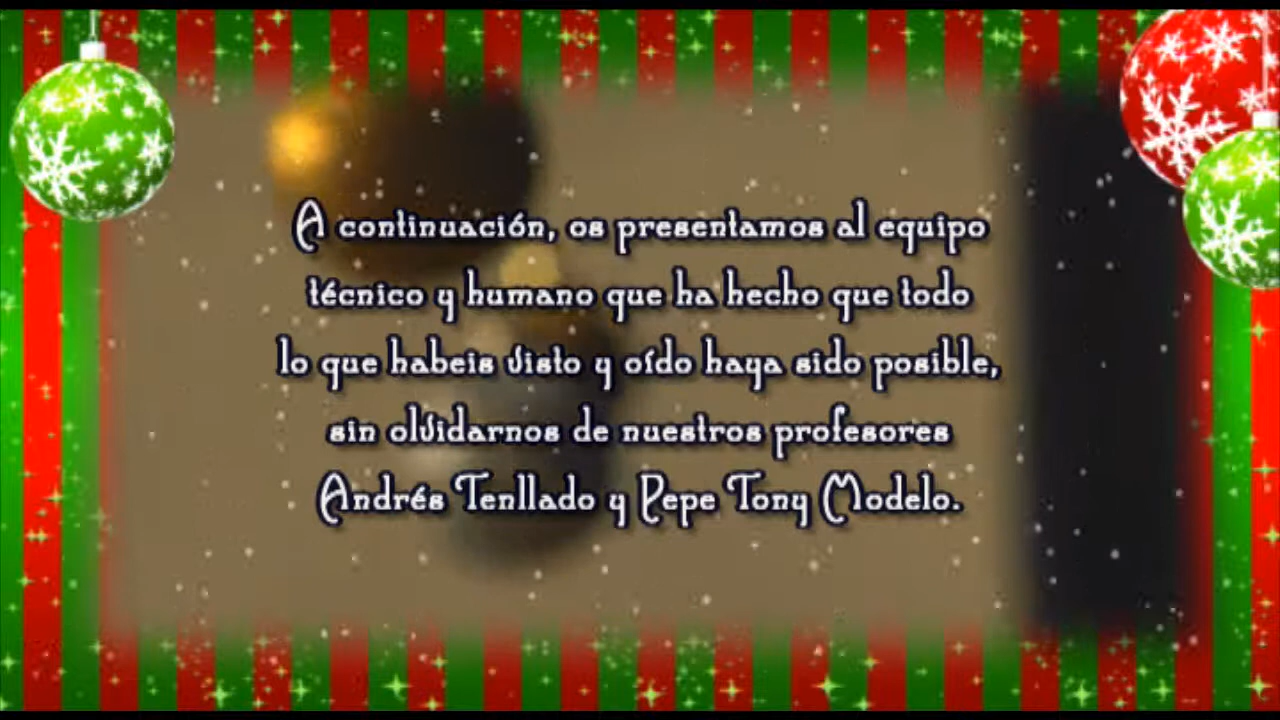 A continuación, os presentamos al equipo
técnico y humano que ha hecho que todo
lo que habeis visto y oído haya sido posible,
sin olvidarnos de nuestros profesores
Andrés Tenllado y Pepe Tony Modelo.